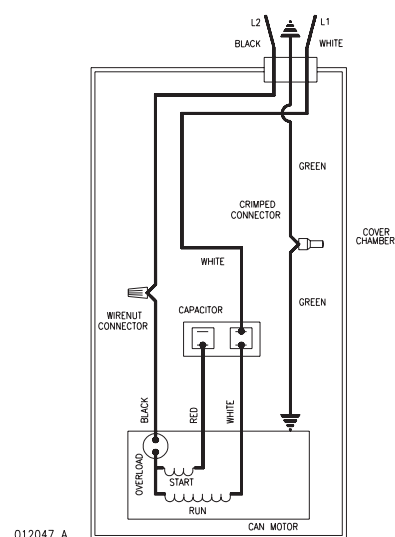 L2
L1
BLACK
WHITE
GREEN
CRIMPED
CONNECTOR
COVER
CHAMBER
WHITE
GREEN
CAPACITOR
WIRENUT
CONNECTOR
BLACK
RED
WHITE
OVERLOAD
START
RUN
CAN MOTOR
012047 A